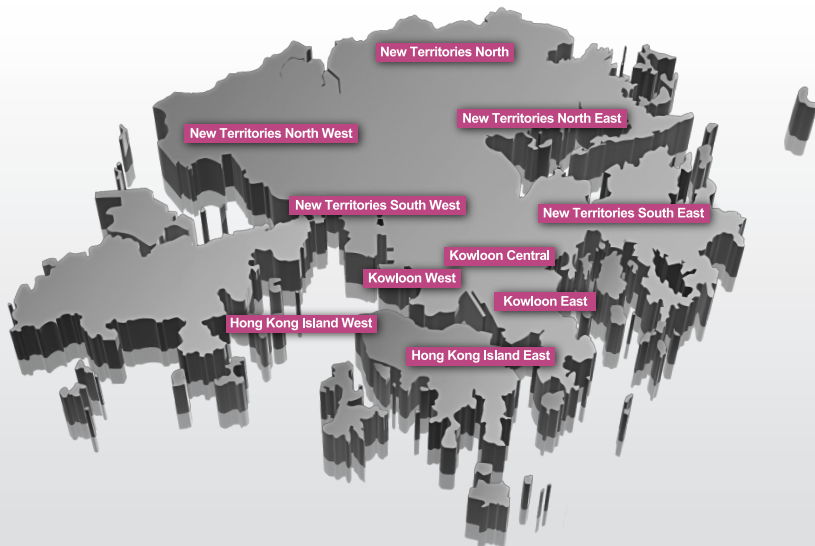 New Territories North
New Territories North East
New Territories North West
New Territories South West
New Territories South East
Kowloon Central
Kowloon West
Kowloon East
Hong Kong Island West
Hong Kong Island East